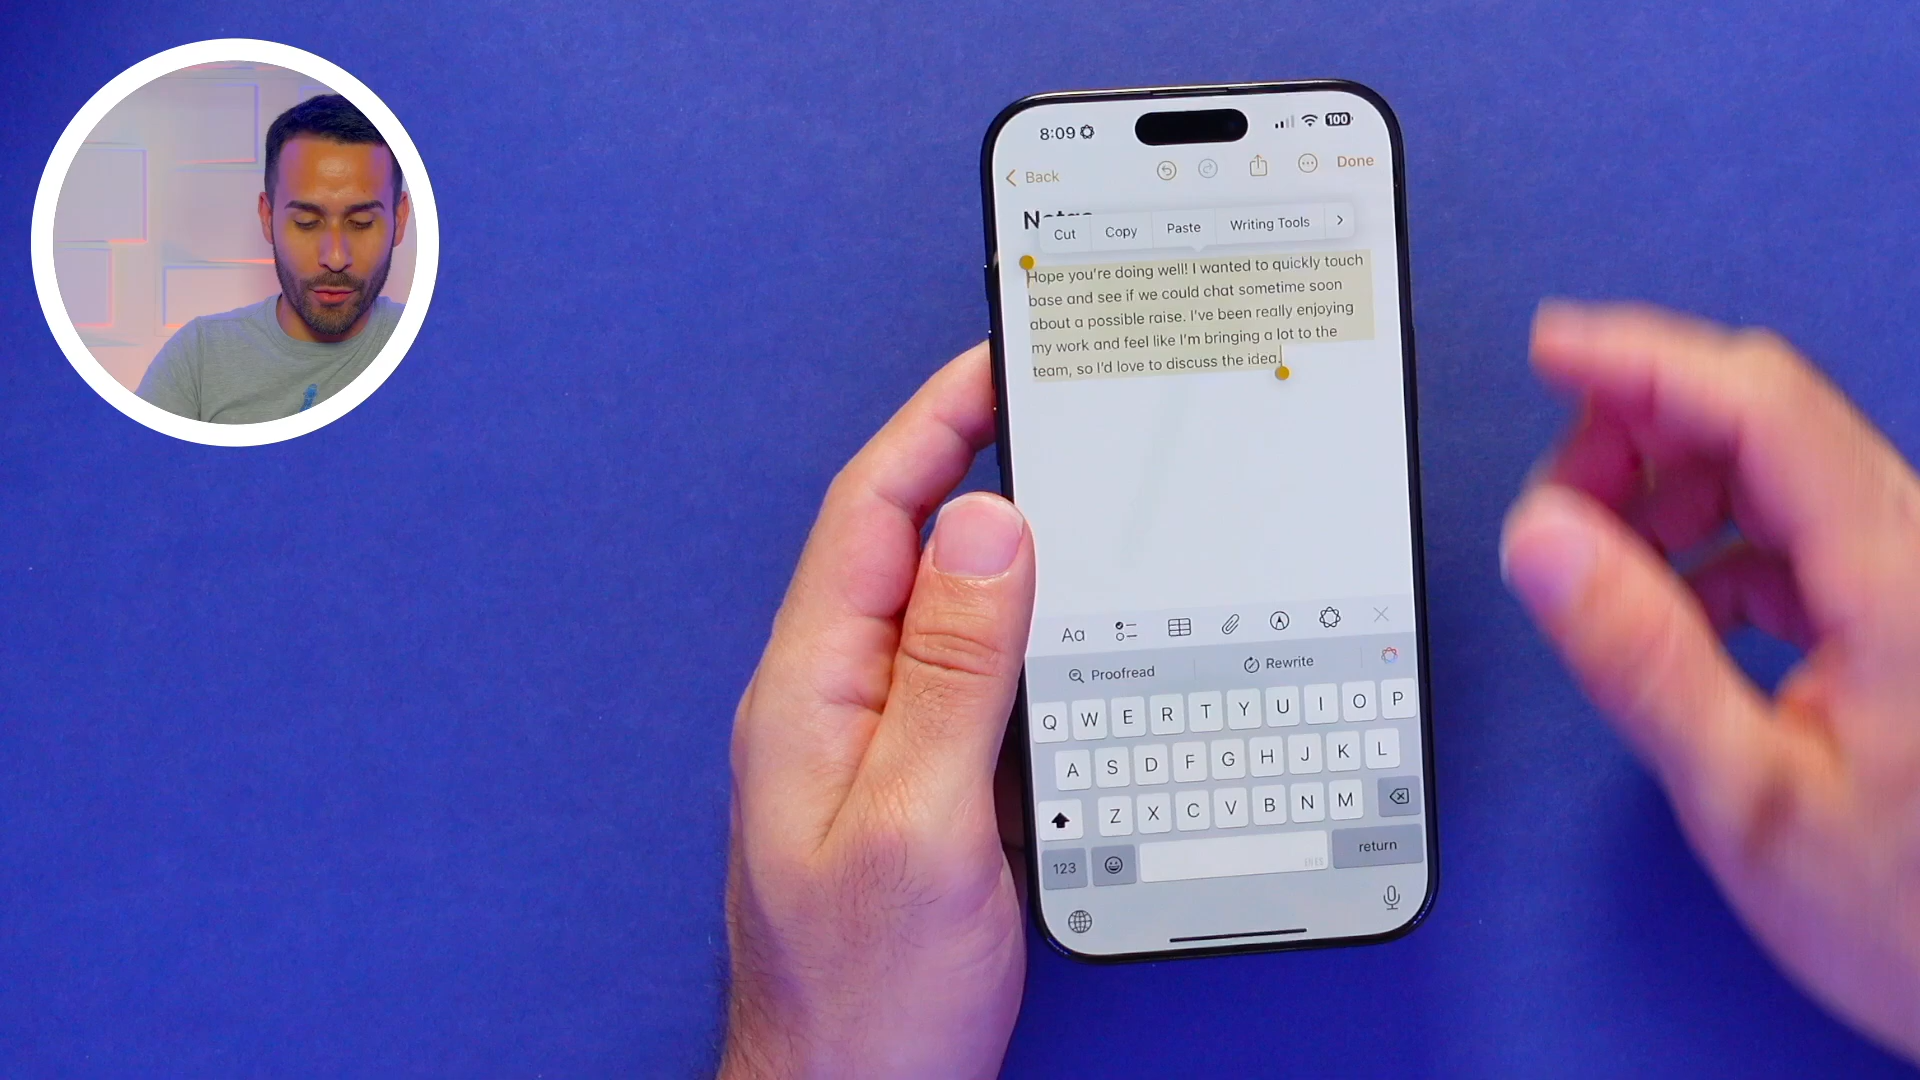 8:09
100
Back
Done
Cut Copy Paste Writing Tools
Hope you're doing well! I wanted to quickly touch
base and see if we could chat sometime soon
about a possible raise. I've been really enjoying
my work and feel like I'm bringing a lot to the
team, so I'd love to discuss the idea.
Aa
Proofread Rewrite
Q W E R T Y U I O P
A S D F G H J K L
Z X C V B N M
123 return